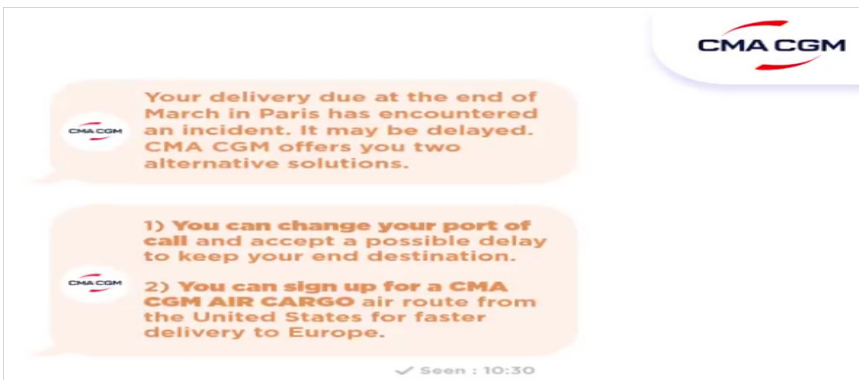 CMA CGM
Your delivery due at the end of
March in Paris has encountered
CMA CGM
an incident. It may be delayed.
CMA CGM offers you two
alternative solutions.
1) You can change your port of
call and accept a possible delay
to keep your end destination.
CMA CGM
2) You can sign up for a CMA
CGM AIR CARGO air route from
the United States for faster
delivery to Europe.
✓ Seen : 10:30